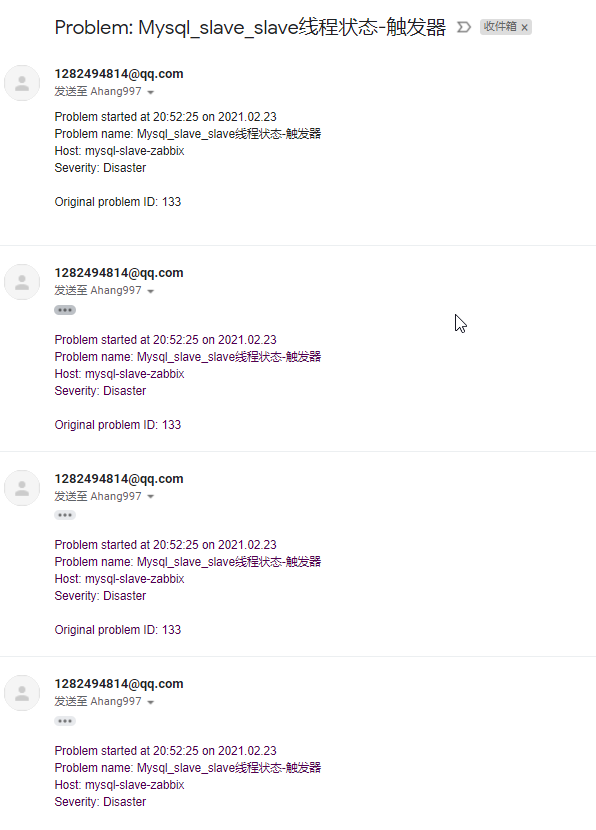 Problem: Mysql_slave_slave线程状态-触发器 收件箱 x
1282494814@qq.com
发送至 Ahang997
Problem started at 20:52:25 on 2021.02.23
Problem name: Mysql_slave_slave线程状态-触发器
Host: mysql-slave-zabbix
Severity: Disaster
Original problem ID: 133
1282494814@qq.com
发送至 Ahang997
Problem started at 20:52:25 on 2021.02.23
Problem name: Mysql_slave_slave线程状态-触发器
Host: mysql-slave-zabbix
Severity: Disaster
Original problem ID: 133
1282494814@qq.com
发送至 Ahang997
Problem started at 20:52:25 on 2021.02.23
Problem name: Mysql_slave_slave线程状态-触发器
Host: mysql-slave-zabbix
Severity: Disaster
Original problem ID: 133
1282494814@qq.com
发送至 Ahang997
Problem started at 20:52:25 on 2021.02.23
Problem name: Mysql_slave_slave线程状态-触发器
Host: mysql-slave-zabbix
Severity: Disaster